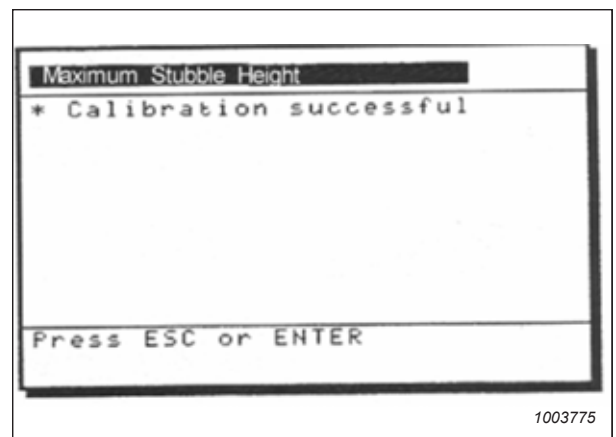 Maximum Stubble Height
* Calibration successful
Press ESC or ENTER
1003775